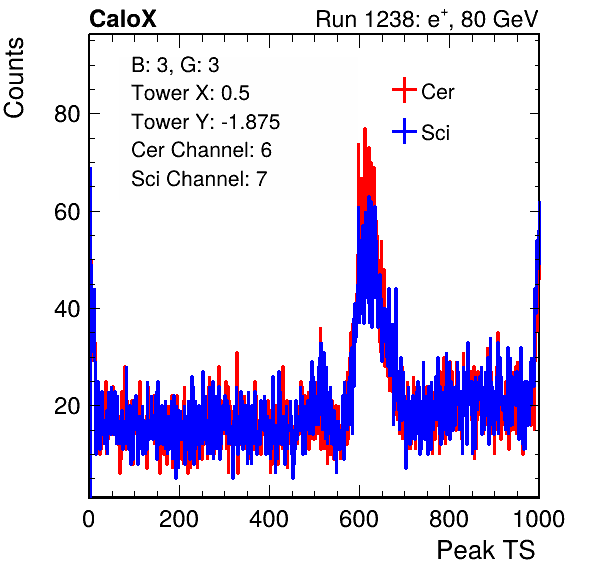 CaloX Run 1238: e⁺, 80 GeV
Counts
B: 3, G: 3
Tower X: 0.5
Tower Y: -1.875
Cer Channel: 6
Sci Channel: 7
Cer
Sci
80
60
40
20
0 200 400 600 800 1000
Peak TS